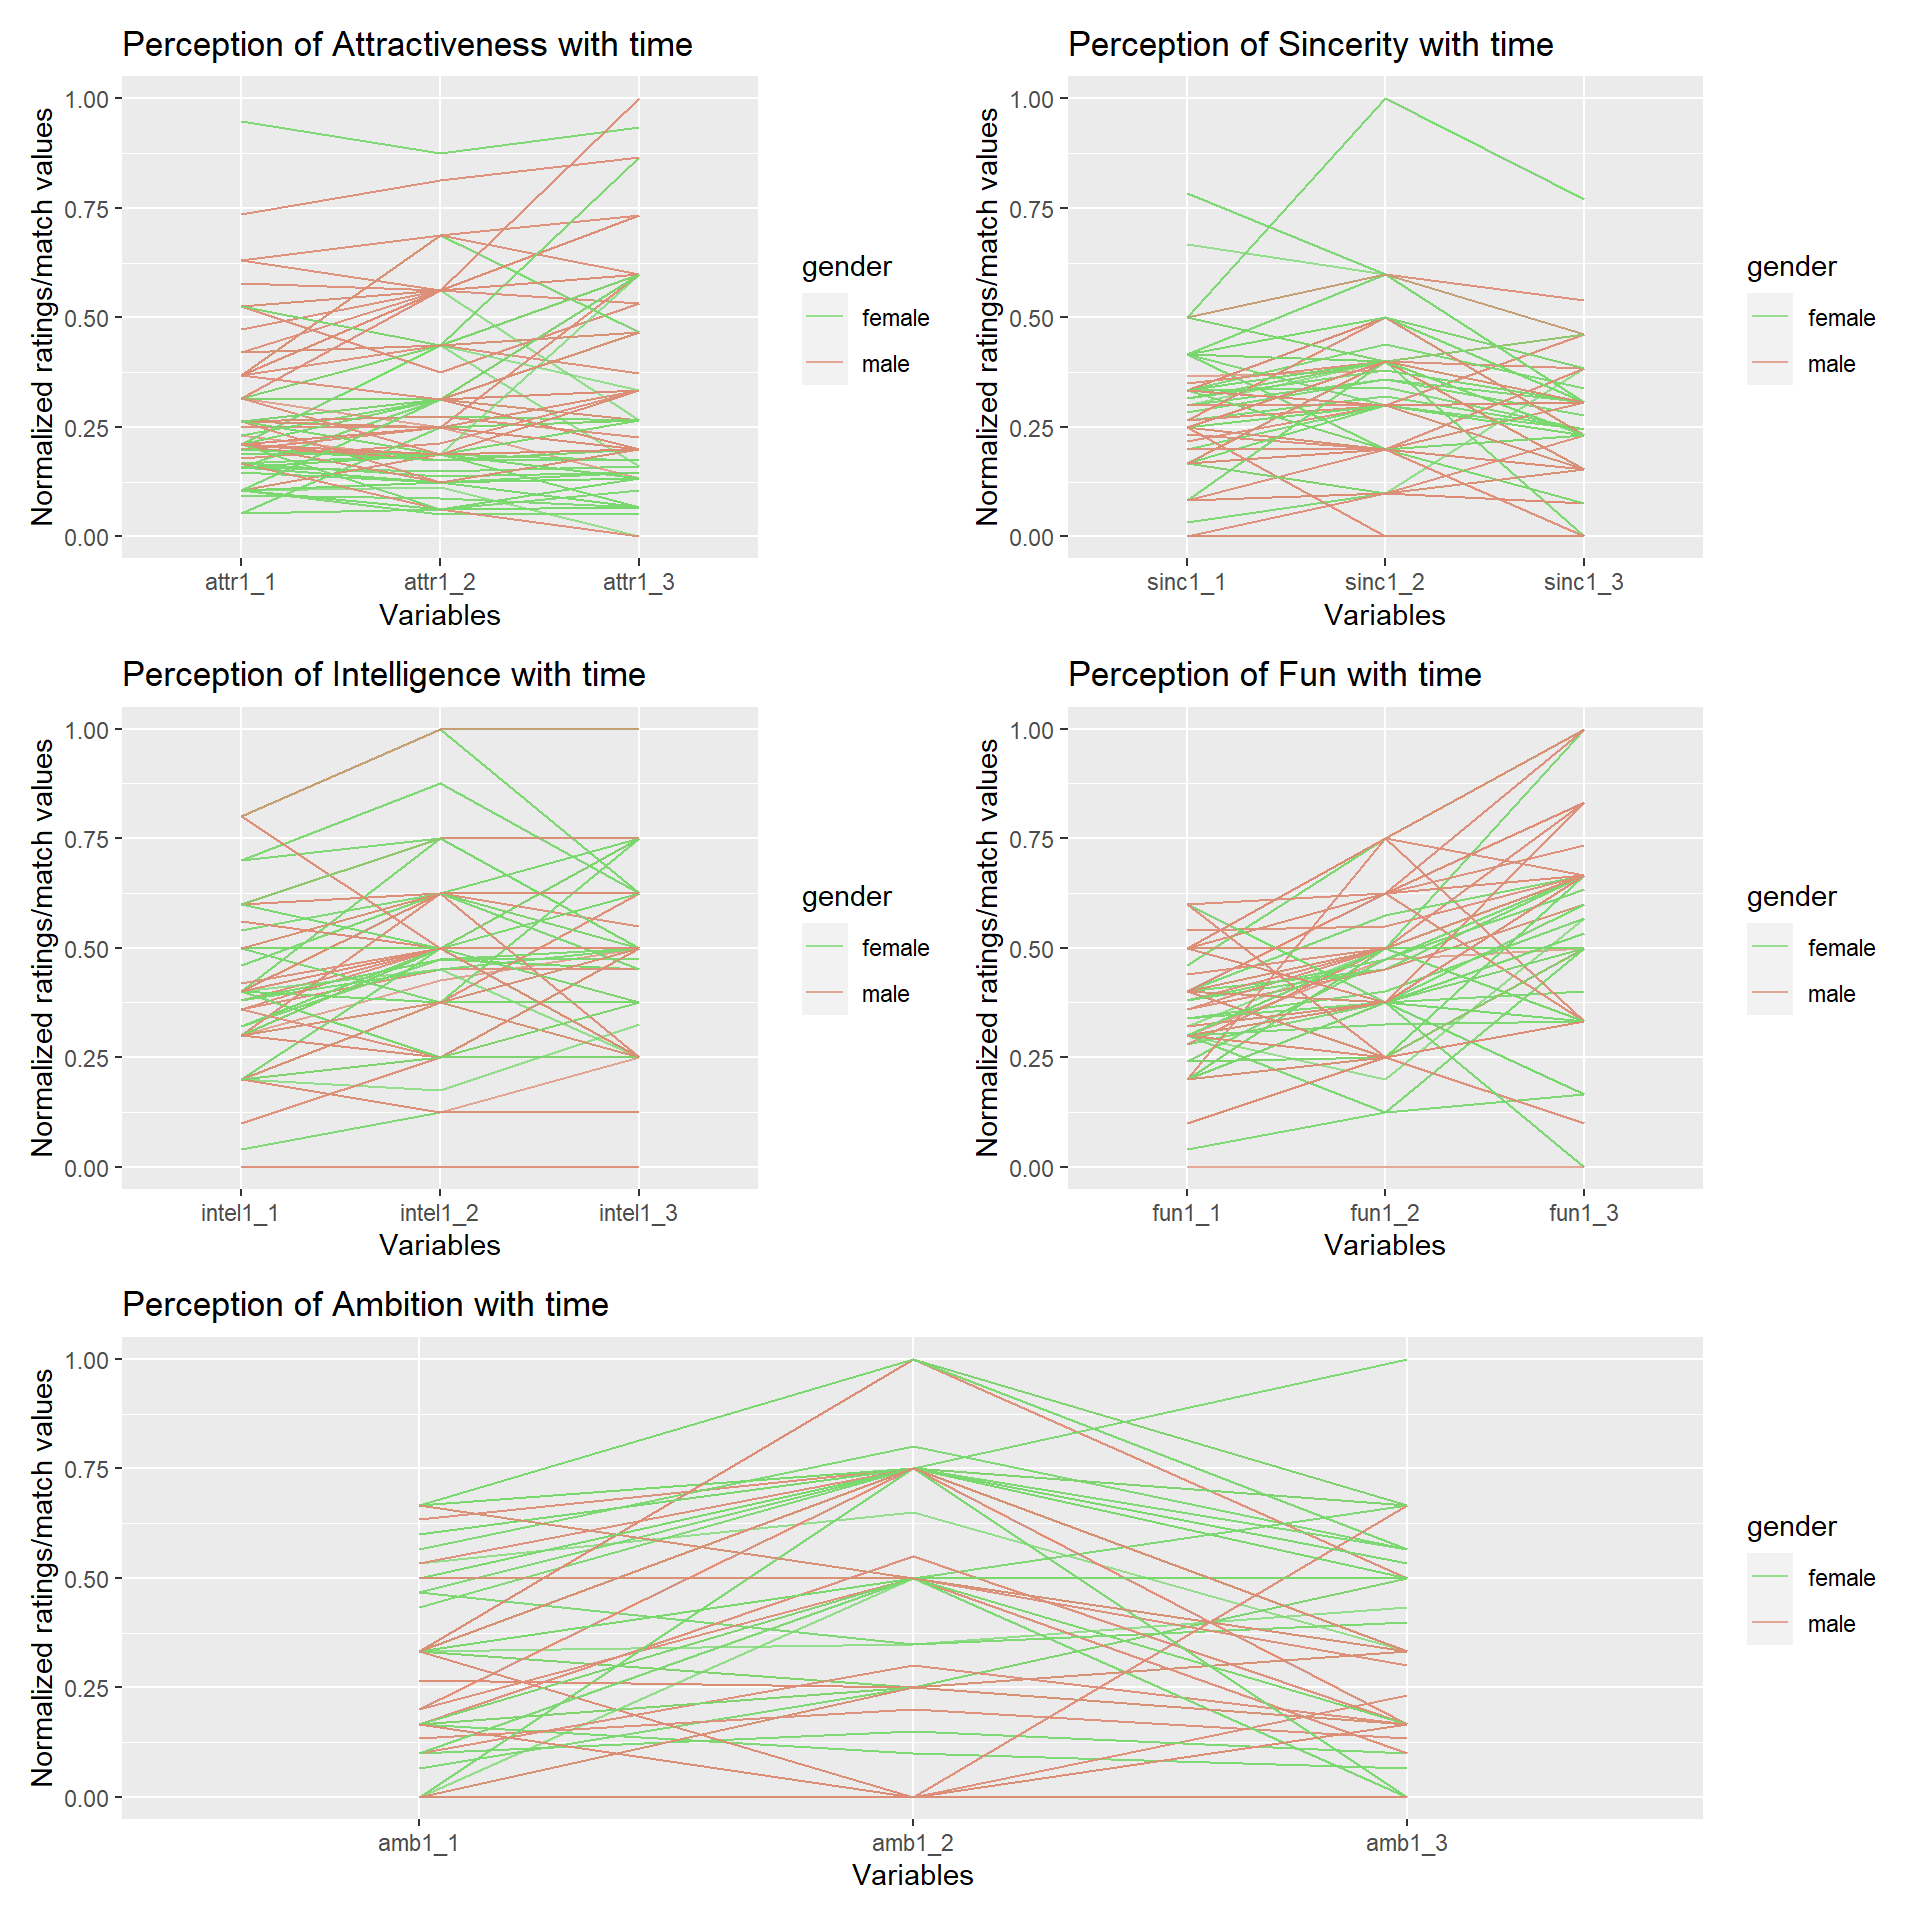 Perception of Attractiveness with time
Normalized ratings/match values
1.00
0.75
0.50
0.25
0.00
attr1_1 attr1_2 attr1_3
Variables
gender
female
male
Perception of Sincerity with time
Normalized ratings/match values
1.00
0.75
0.50
0.25
0.00
sinc1_1 sinc1_2 sinc1_3
Variables
gender
female
male
Perception of Intelligence with time
Normalized ratings/match values
1.00
0.75
0.50
0.25
0.00
intel1_1 intel1_2 intel1_3
Variables
gender
female
male
Perception of Fun with time
Normalized ratings/match values
1.00
0.75
0.50
0.25
0.00
fun1_1 fun1_2 fun1_3
Variables
gender
female
male
Perception of Ambition with time
Normalized ratings/match values
1.00
0.75
0.50
0.25
0.00
amb1_1 amb1_2 amb1_3
Variables
gender
female
male